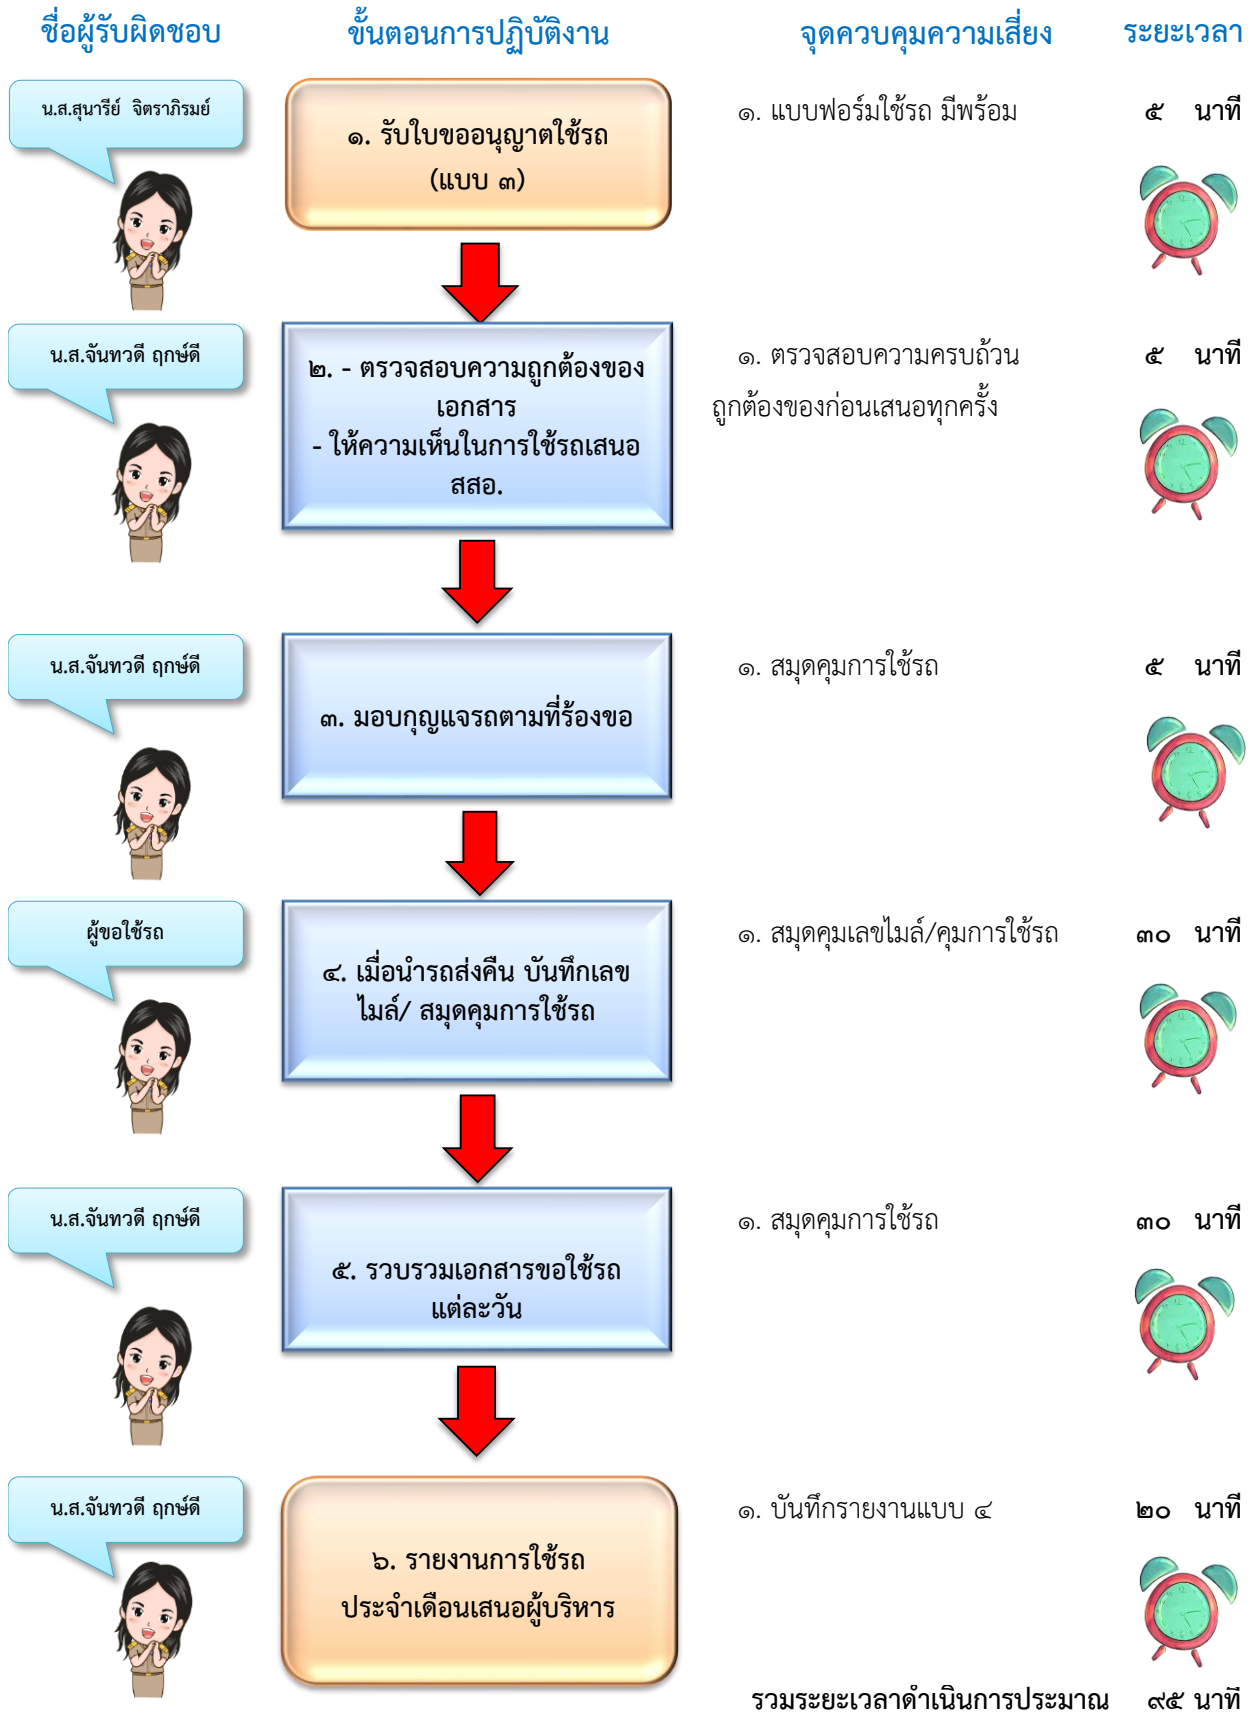 ชื่อผู้รับผิดชอบ ขั้นตอนการปฏิบัติงาน จุดควบคุมความเสี่ยง ระยะเวลา
น.ส.สุนารีย์ จิตราภิรมย์
๑. รับใบขออนุญาตใช้รถ
(แบบ ๓)
๑. แบบฟอร์มใช้รถ มีพร้อม
๕ นาที
น.ส.จันทวดี ฤกษ์ดี
๒. - ตรวจสอบความถูกต้องของ
เอกสาร
- ให้ความเห็นในการใช้รถเสนอ
สสอ.
๑. ตรวจสอบความครบถ้วน
ถูกต้องของก่อนเสนอทุกครั้ง
๕ นาที
น.ส.จันทวดี ฤกษ์ดี
๓. มอบกุญแจรถตามที่ร้องขอ
๑. สมุดคุมการใช้รถ
๕ นาที
ผู้ขอใช้รถ
๔. เมื่อนำรถส่งคืน บันทึกเลข
ไมล์/ สมุดคุมการใช้รถ
๑. สมุดคุมเลขไมล์/คุมการใช้รถ
๓๐ นาที
น.ส.จันทวดี ฤกษ์ดี
๕. รวบรวมเอกสารขอใช้รถ
แต่ละวัน
๑. สมุดคุมการใช้รถ
๓๐ นาที
น.ส.จันทวดี ฤกษ์ดี
๖. รายงานการใช้รถ
ประจำเดือนเสนอผู้บริหาร
๑. บันทึกรายงานแบบ ๔
๒๐ นาที
รวมระยะเวลาดำเนินการประมาณ ๙๕ นาที